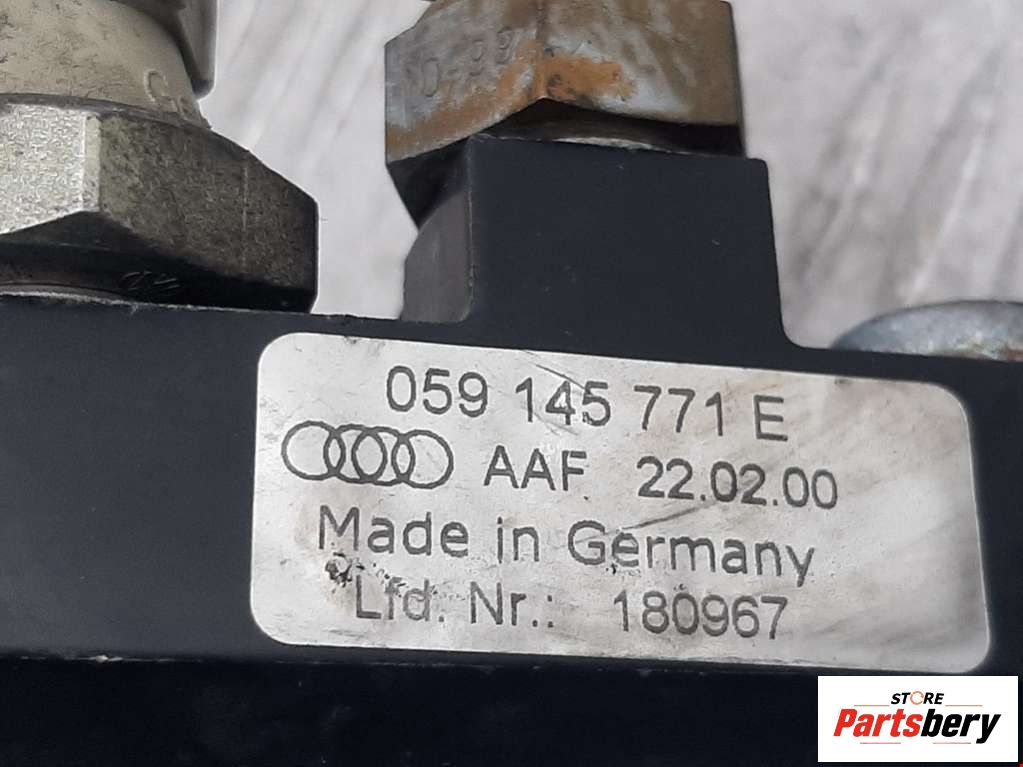 059 145 771 E
AAF 22.02.00
Made in Germany
Lfd. Nr.: 180967
STORE
Partsbery